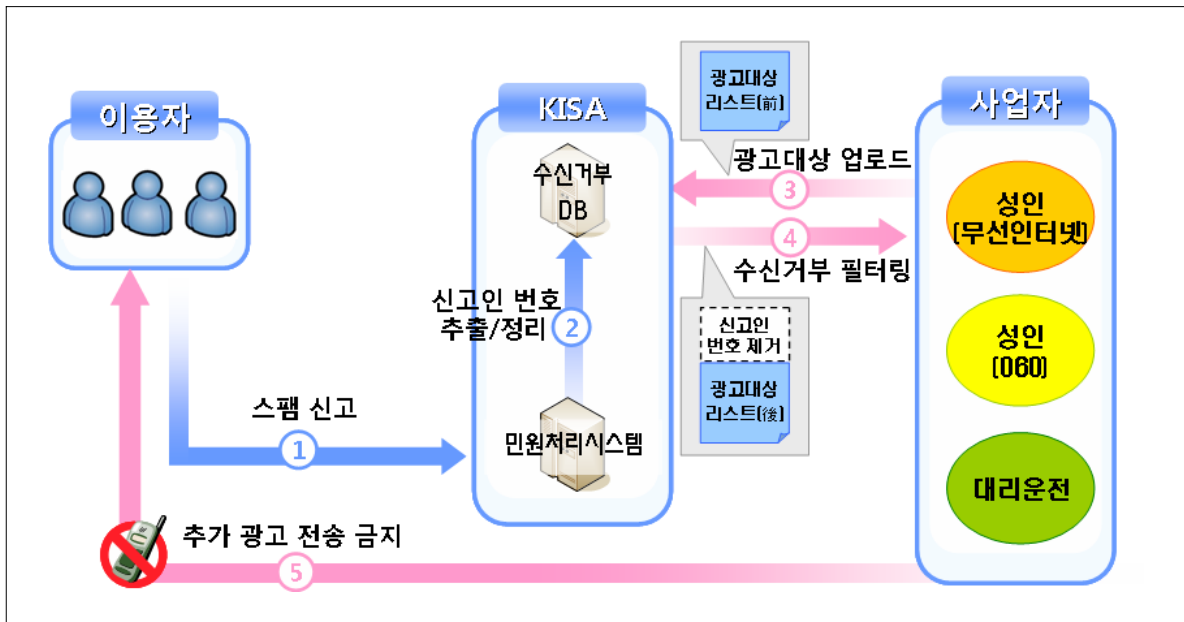 이용자
KISA
사업자
광고대상
리스트(前)
수신거부
DB
광고대상 업로드
3
4
수신거부 필터링
성인
(무선인터넷)
신고인 번호
추출/정리
2
신고인
번호 제거
광고대상
리스트(後)
성인
(060)
스팸 신고
1
민원처리시스템
대리운전
추가 광고 전송 금지
5